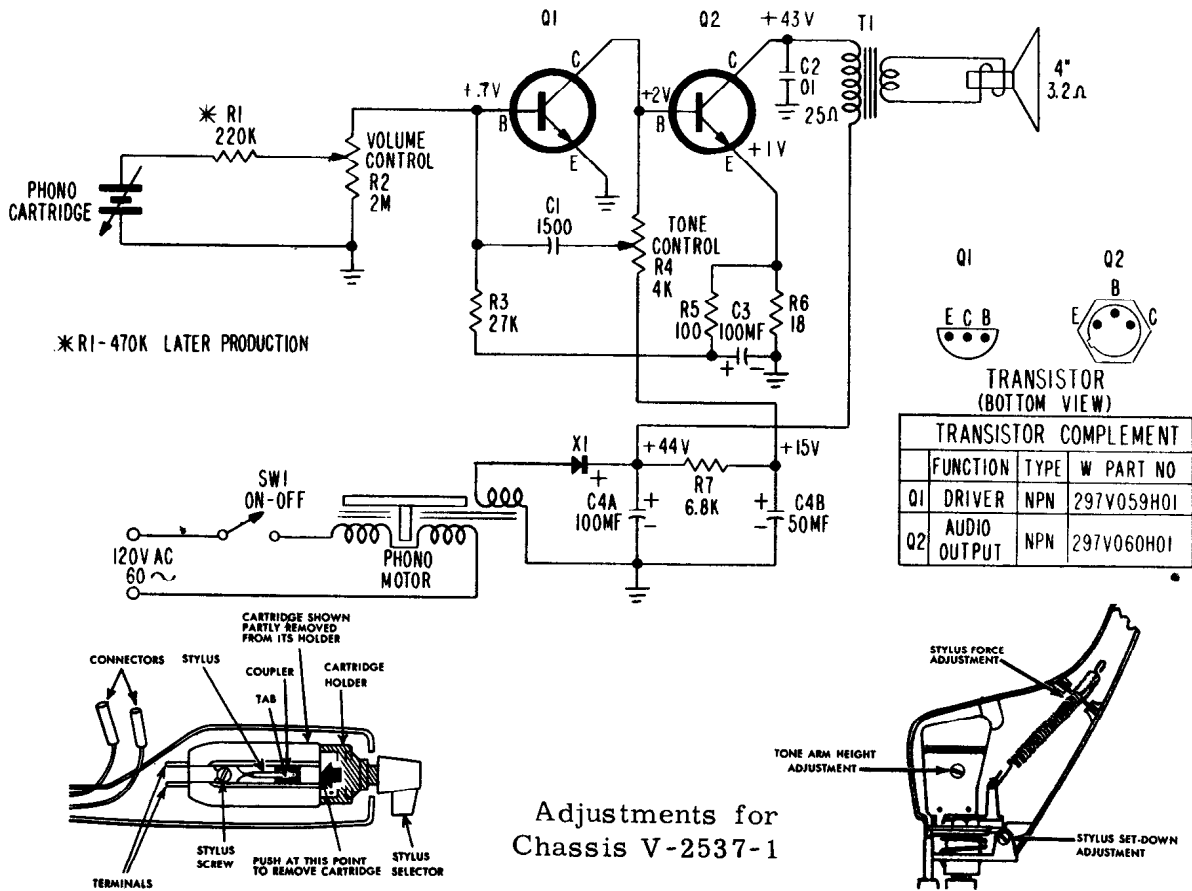 Q1
Q2
+43V
T1
C
C
C2
.01
4"
3.2Ω
25Ω
+.7V
B
+2V
B
E
E
+1V
✳ R1
220K
VOLUME
CONTROL
R2
2M
PHONO
CARTRIDGE
C1
1500
TONE
CONTROL
R4
4K
R3
27K
R5
100
C3
100MF
R6
18
+
-
✳ R1-470K LATER PRODUCTION
Q1
E C B
Q2
B
E
C
TRANSISTOR
(BOTTOM VIEW)
TRANSISTOR COMPLEMENT
FUNCTION TYPE W PART NO
Q1 DRIVER NPN 297V059H01
Q2 AUDIO OUTPUT NPN 297V060H01
X1
+
+44V
+15V
R7
6.8K
SW1
ON-OFF
+
C4A
100MF
-
+
C4B
50MF
-
120V AC
60 ~
PHONO
MOTOR
CARTRIDGE SHOWN
PARTLY REMOVED
FROM ITS HOLDER
CONNECTORS
STYLUS
COUPLER
CARTRIDGE
HOLDER
TAB
STYLUS
SCREW
PUSH AT THIS POINT
TO REMOVE CARTRIDGE
STYLUS
SELECTOR
TERMINALS
Adjustments for
Chassis V-2537-1
STYLUS FORCE
ADJUSTMENT
TONE ARM HEIGHT
ADJUSTMENT
STYLUS SET-DOWN
ADJUSTMENT